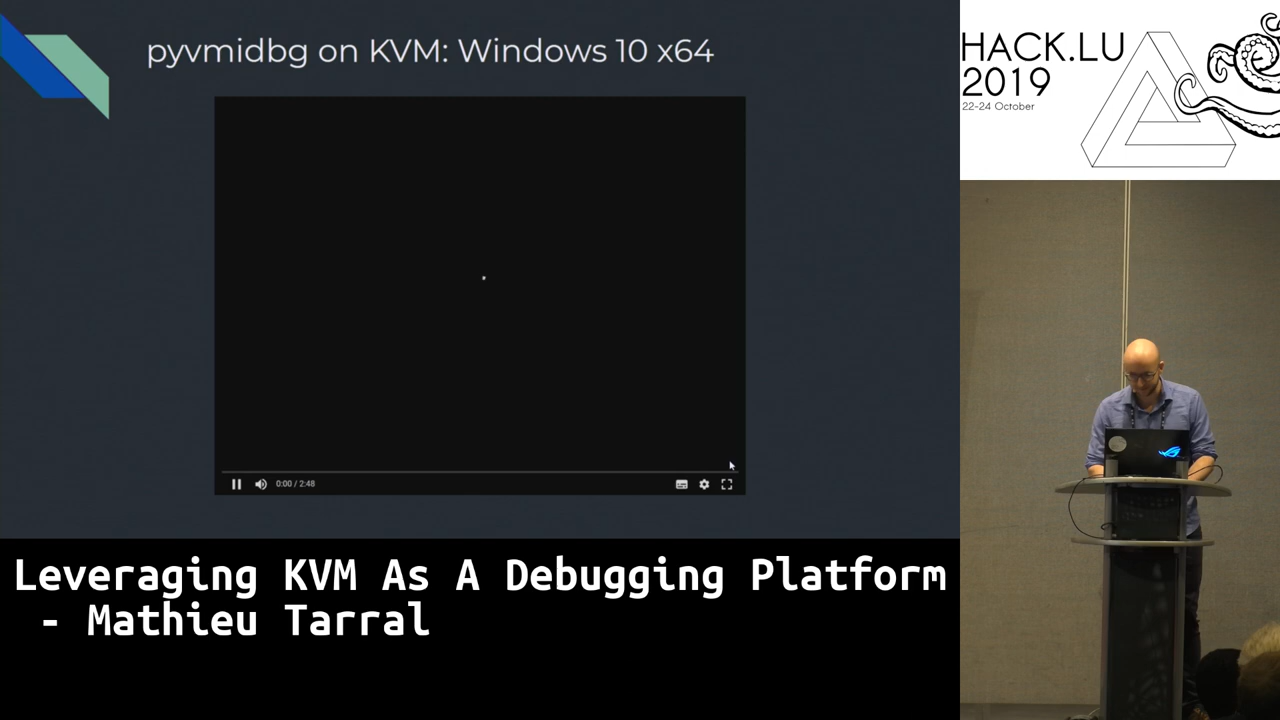 pyvmidbg on KVM: Windows 10 x64
0:00 / 2:48
HACK.LU
2019
22-24 October
Leveraging KVM As A Debugging Platform
- Mathieu Tarral